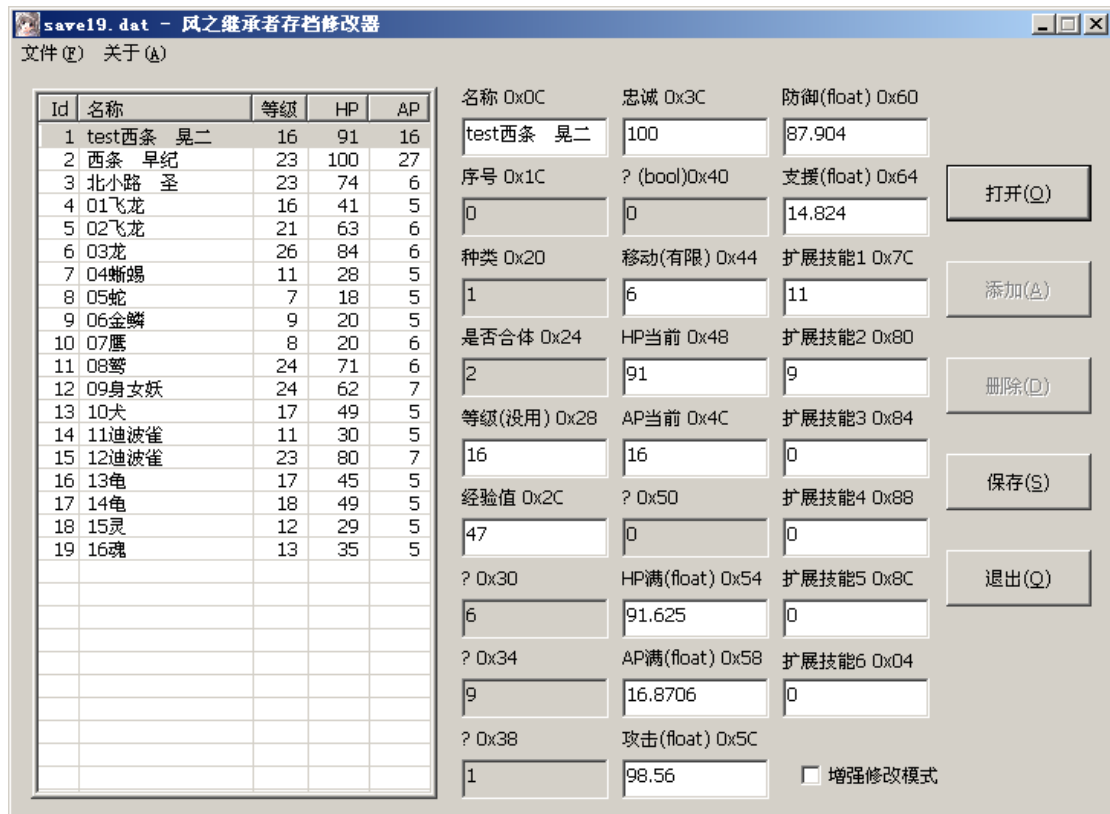 save19.dat - 风之继承者存档修改器
文件(F) 关于(A)
Id 名称 等级 HP AP
1 test西条　晃二 16 91 16
2 西条　早纪 23 100 27
3 北小路　圣 23 74 6
4 01飞龙 16 41 5
5 02飞龙 21 63 6
6 03龙 26 84 6
7 04蜥蜴 11 28 5
8 05蛇 7 18 5
9 06金鳞 9 20 5
10 07鹰 8 20 6
11 08鹫 24 71 6
12 09身女妖 24 62 7
13 10犬 17 49 5
14 11迪波雀 11 30 5
15 12迪波雀 23 80 7
16 13龟 17 45 5
17 14龟 18 49 5
18 15灵 12 29 5
19 16魂 13 35 5
名称 0x0C
test西条　晃二
序号 0x1C
0
种类 0x20
1
是否合体 0x24
2
等级(没用) 0x28
16
经验值 0x2C
47
? 0x30
6
? 0x34
9
? 0x38
1
忠诚 0x3C
100
? (bool)0x40
0
移动(有限) 0x44
6
HP当前 0x48
91
AP当前 0x4C
16
? 0x50
0
HP满(float) 0x54
91.625
AP满(float) 0x58
16.8706
攻击(float) 0x5C
98.56
防御(float) 0x60
87.904
支援(float) 0x64
14.824
扩展技能1 0x7C
11
扩展技能2 0x80
9
扩展技能3 0x84
0
扩展技能4 0x88
0
扩展技能5 0x8C
0
扩展技能6 0x04
0
增强修改模式
打开(O)
添加(A)
删除(D)
保存(S)
退出(Q)